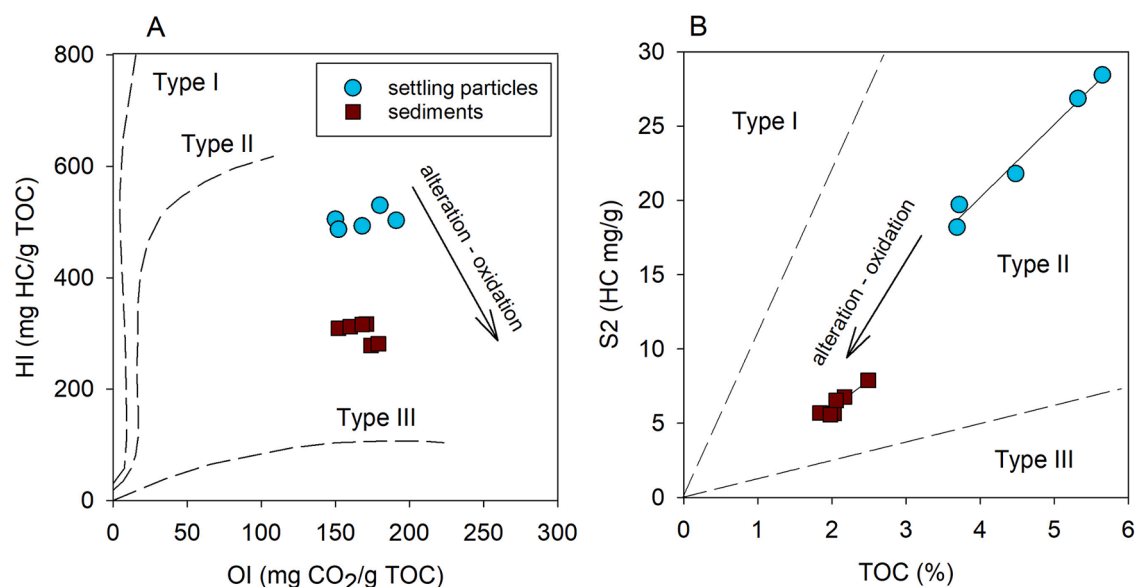 A
HI (mg HC/g TOC)
800
600
400
200
0
Type I
Type II
Type III
settling particles
sediments
alteration - oxidation
0 50 100 150 200 250 300
OI (mg CO₂/g TOC)
B
S2 (HC mg/g)
30
25
20
15
10
5
0
Type I
Type II
Type III
alteration - oxidation
0 1 2 3 4 5 6
TOC (%)